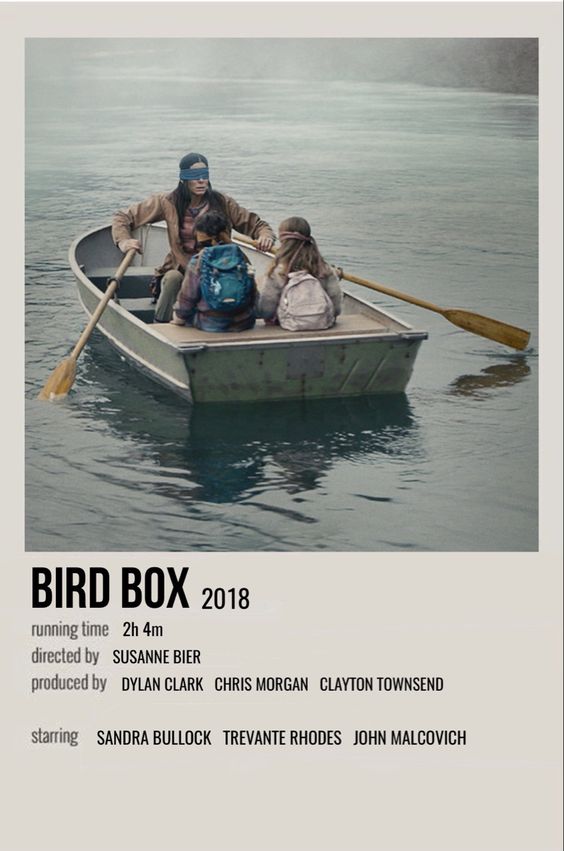 BIRD BOX 2018
running time 2h 4m
directed by SUSANNE BIER
produced by DYLAN CLARK CHRIS MORGAN CLAYTON TOWNSEND
starring SANDRA BULLOCK TREVANTE RHODES JOHN MALCOVICH